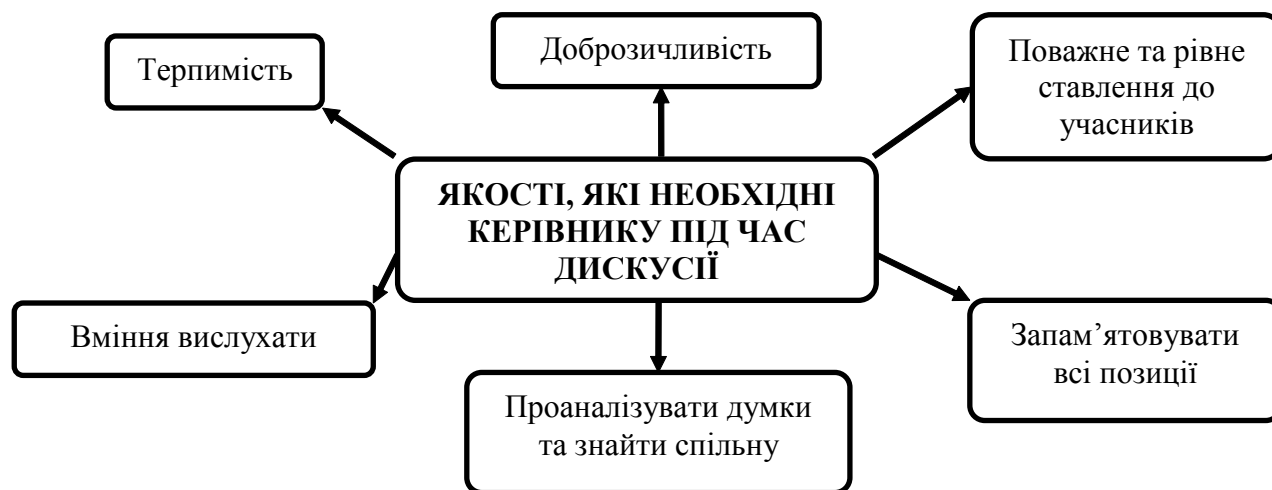 Терпимість
Доброзичливість
Поважне та рівне
ставлення до
учасників
ЯКОСТІ, ЯКІ НЕОБХІДНІ
КЕРІВНИКУ ПІД ЧАС
ДИСКУСІЇ
Вміння вислухати
Проаналізувати думки
та знайти спільну
Запам’ятовувати
всі позиції